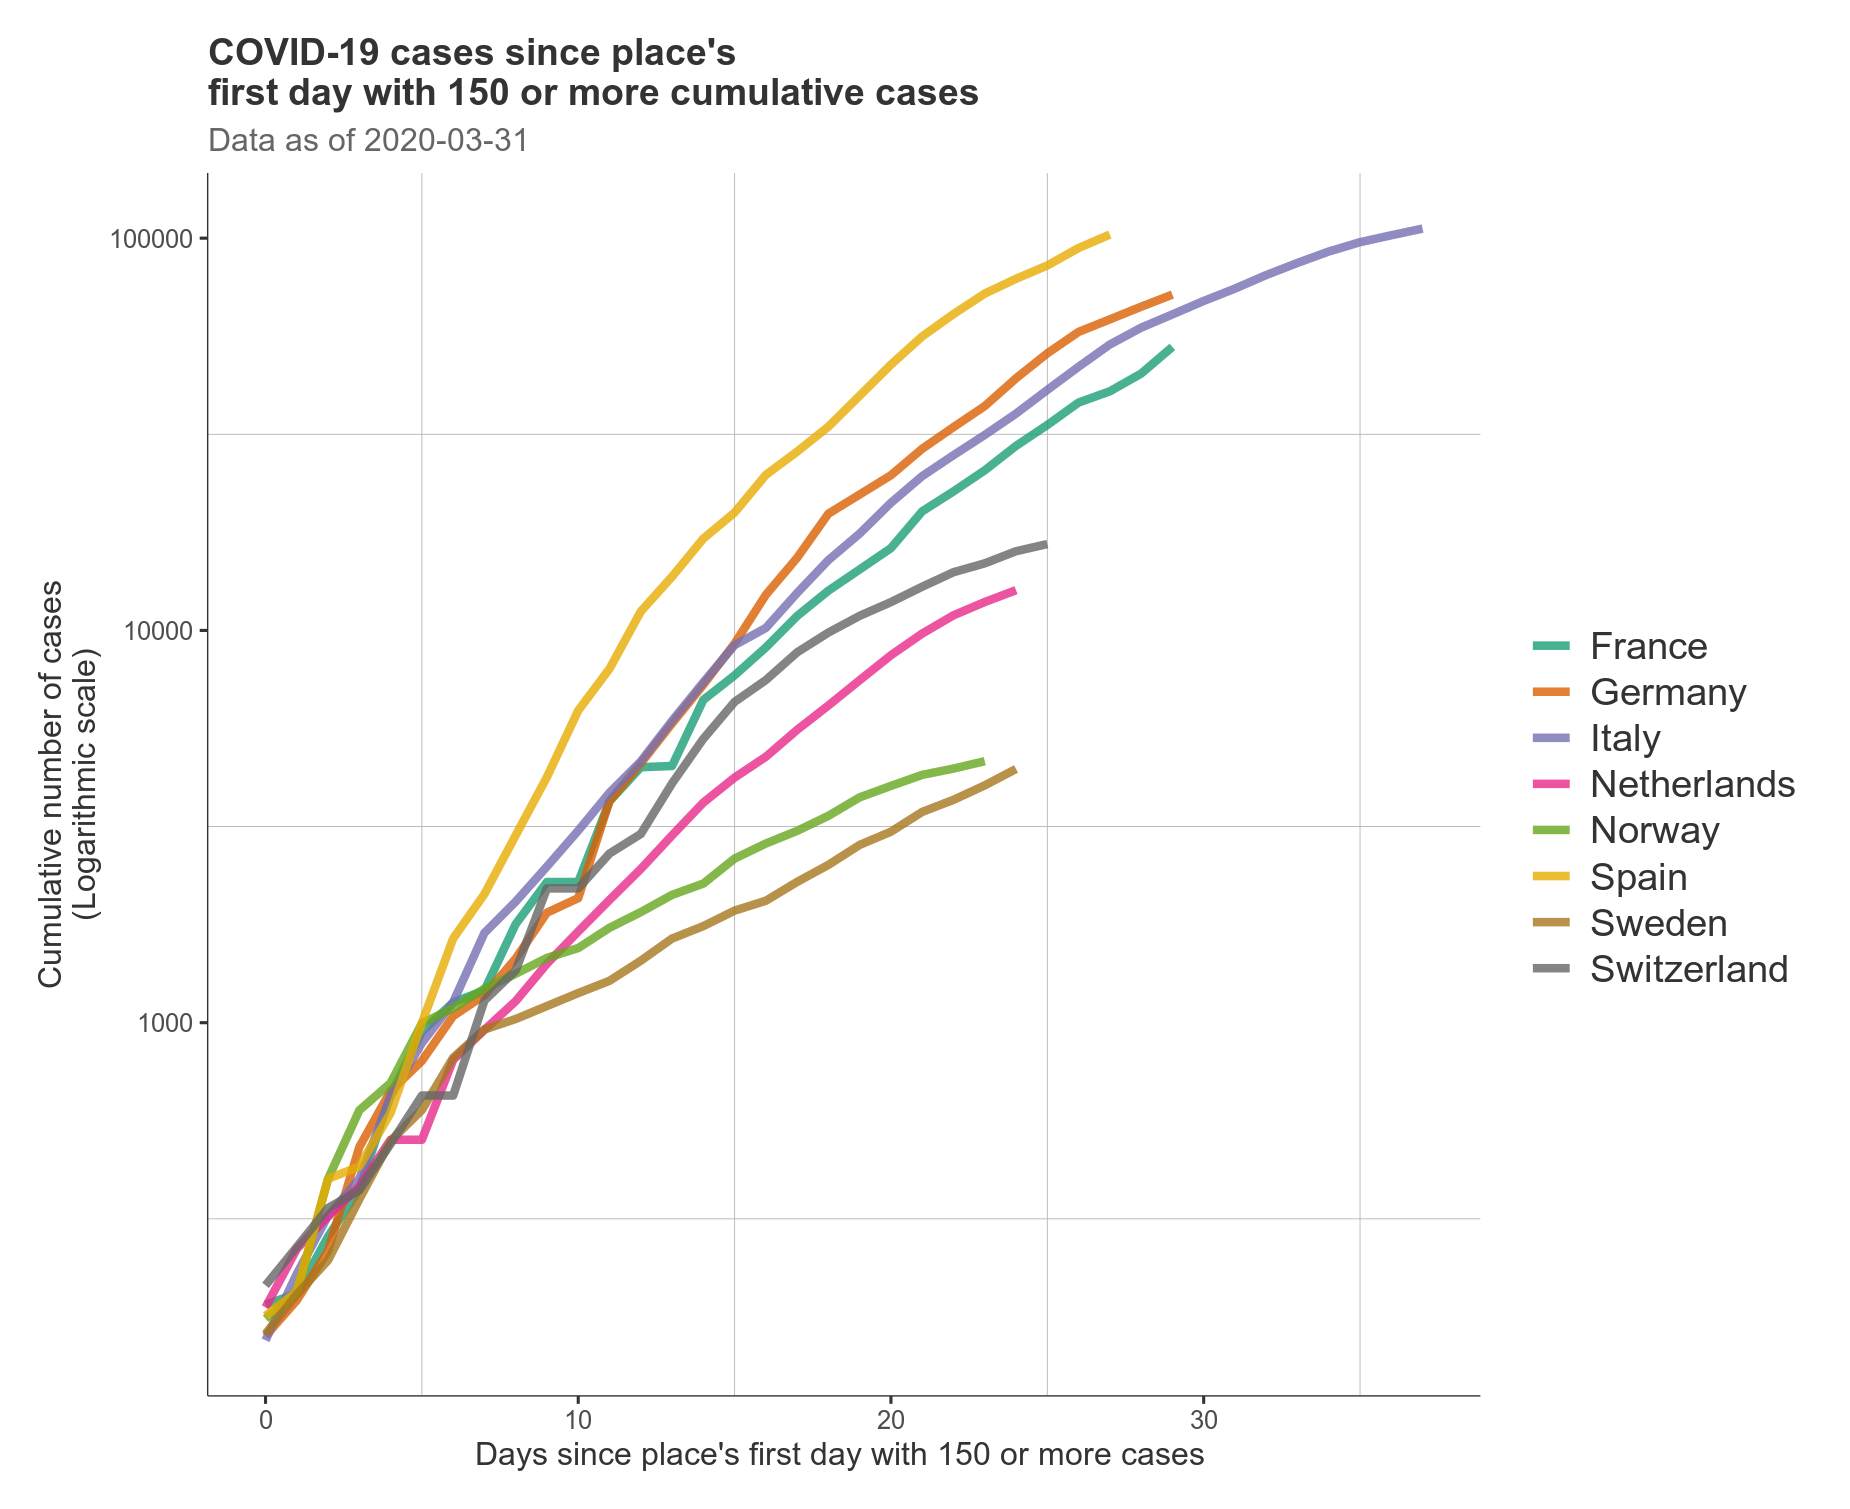 COVID-19 cases since place's
first day with 150 or more cumulative cases
Data as of 2020-03-31
Cumulative number of cases
(Logarithmic scale)
100000
10000
1000
0
10
20
30
Days since place's first day with 150 or more cases
France
Germany
Italy
Netherlands
Norway
Spain
Sweden
Switzerland